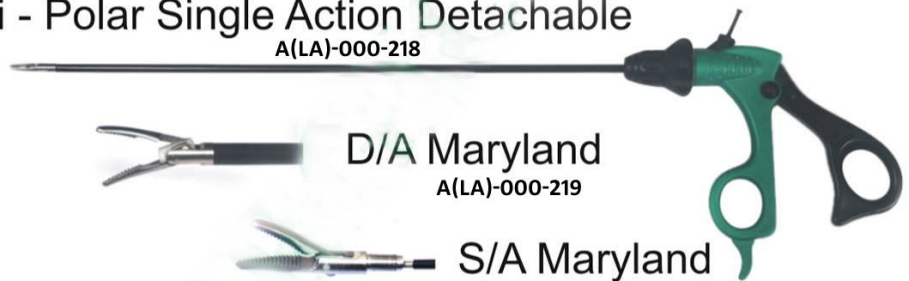 i - Polar Single Action Detachable
A(LA)-000-218
D/A Maryland
A(LA)-000-219
S/A Maryland